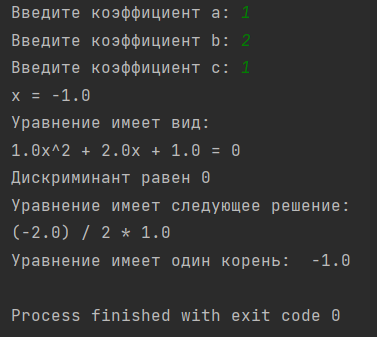 Введите коэффициент a: 1
Введите коэффициент b: 2
Введите коэффициент c: 1
x = -1.0
Уравнение имеет вид:
1.0x^2 + 2.0x + 1.0 = 0
Дискриминант равен 0
Уравнение имеет следующее решение:
(-2.0) / 2 * 1.0
Уравнение имеет один корень:  -1.0
Process finished with exit code 0